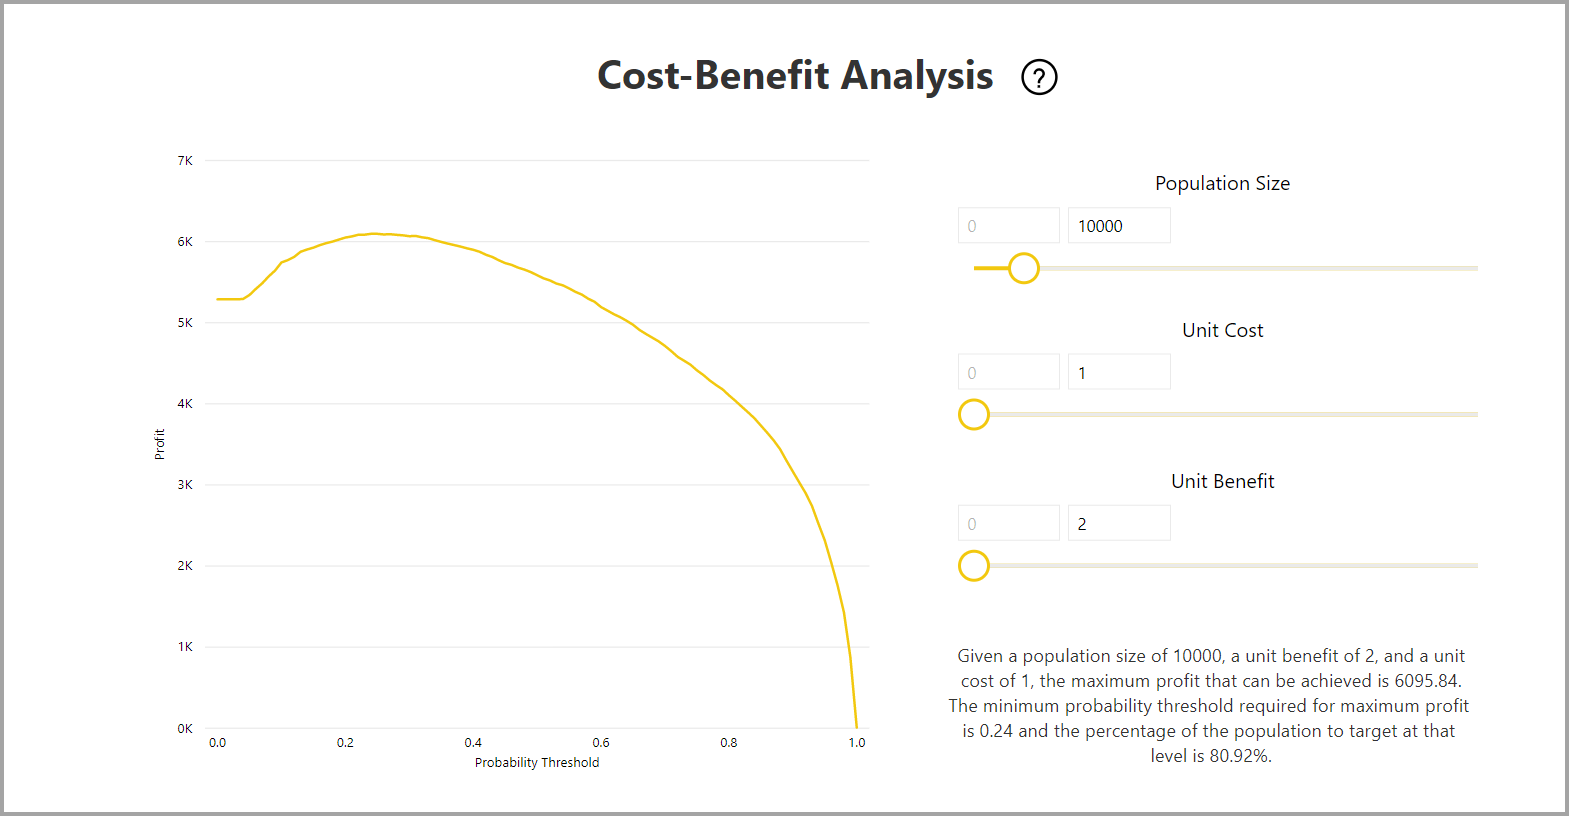 Cost-Benefit Analysis ?
7K
6K
5K
4K
3K
2K
1K
0K
Profit
0.0 0.2 0.4 0.6 0.8 1.0
Probability Threshold
Population Size
0 10000
Unit Cost
0 1
Unit Benefit
0 2
Given a population size of 10000, a unit benefit of 2, and a unit
cost of 1, the maximum profit that can be achieved is 6095.84.
The minimum probability threshold required for maximum profit
is 0.24 and the percentage of the population to target at that
level is 80.92%.